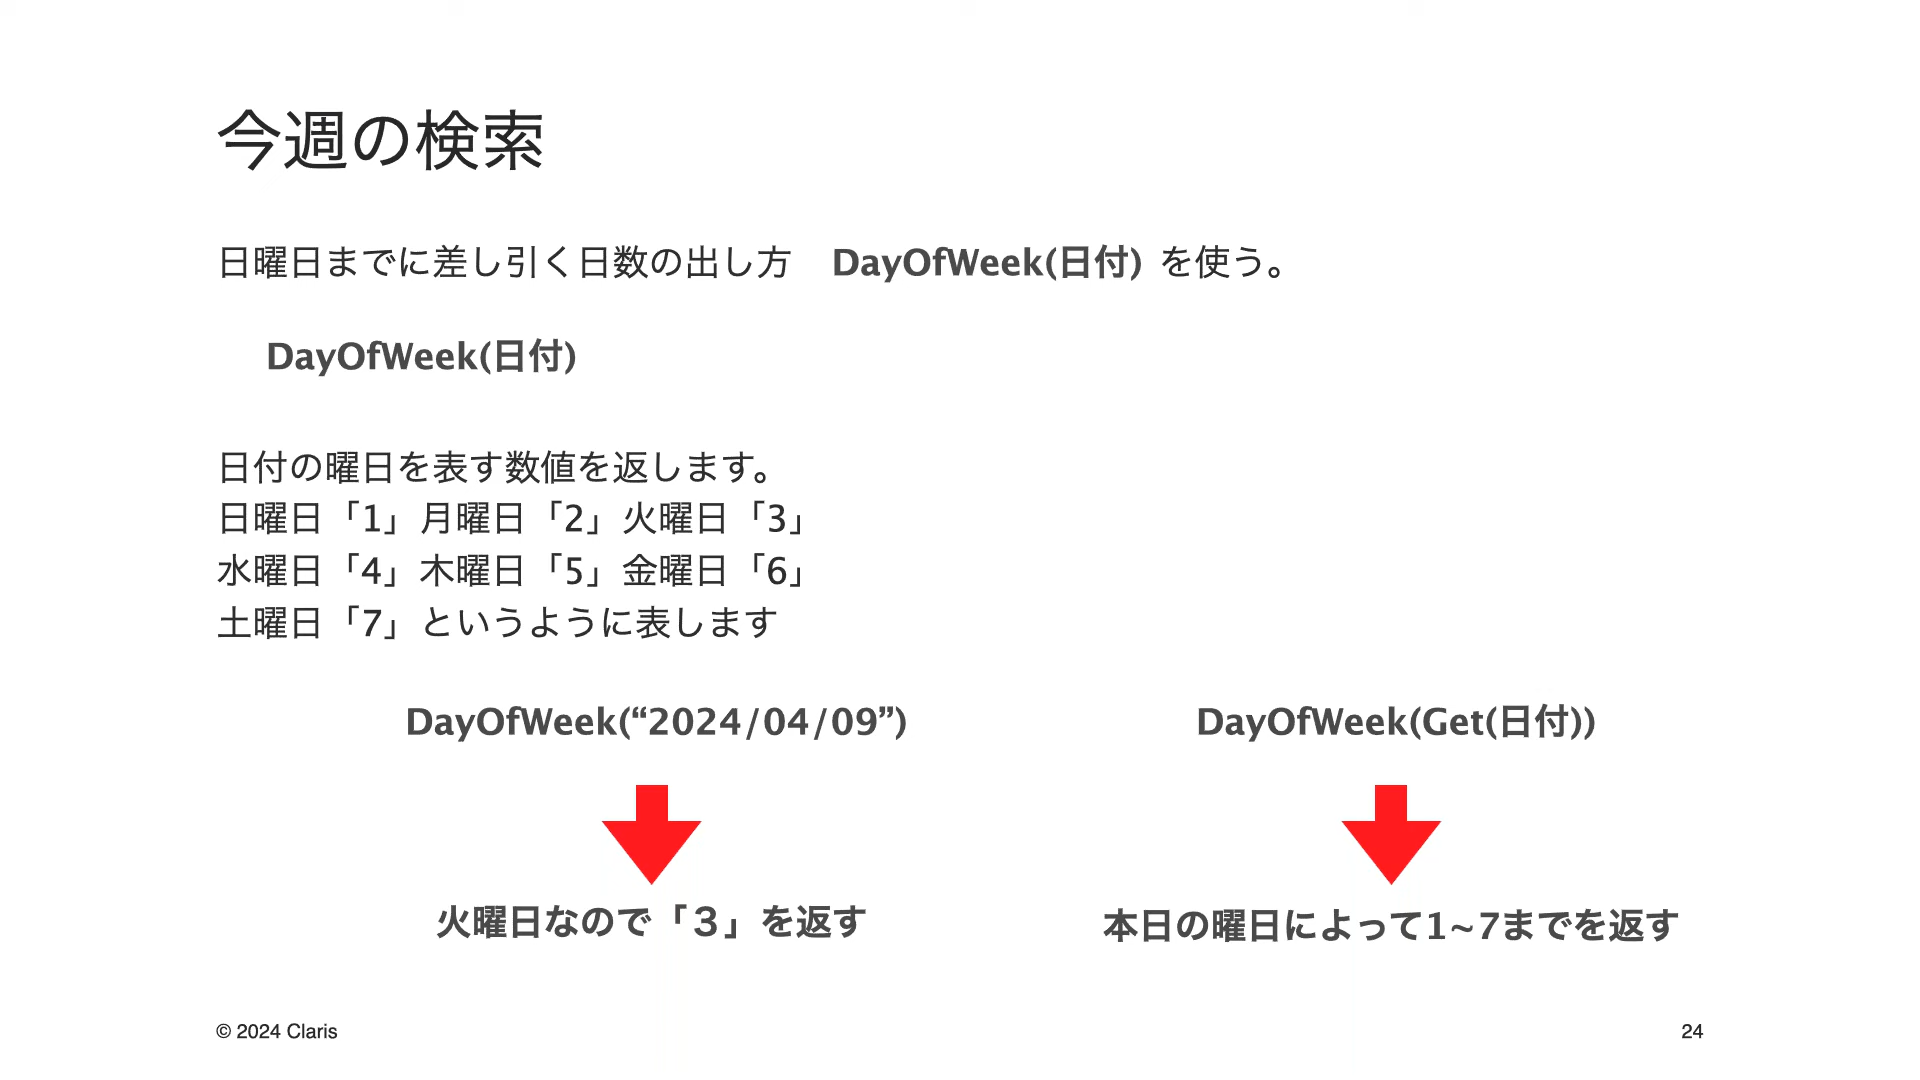 今週の検索
日曜日までに差し引く日数の出し方　DayOfWeek(日付) を使う。
DayOfWeek(日付)
日付の曜日を表す数値を返します。
日曜日「1」月曜日「2」火曜日「3」
水曜日「4」木曜日「5」金曜日「6」
土曜日「7」というように表します
DayOfWeek(“2024/04/09”)
DayOfWeek(Get(日付))
火曜日なので「３」を返す
本日の曜日によって1~7までを返す
© 2024 Claris
24